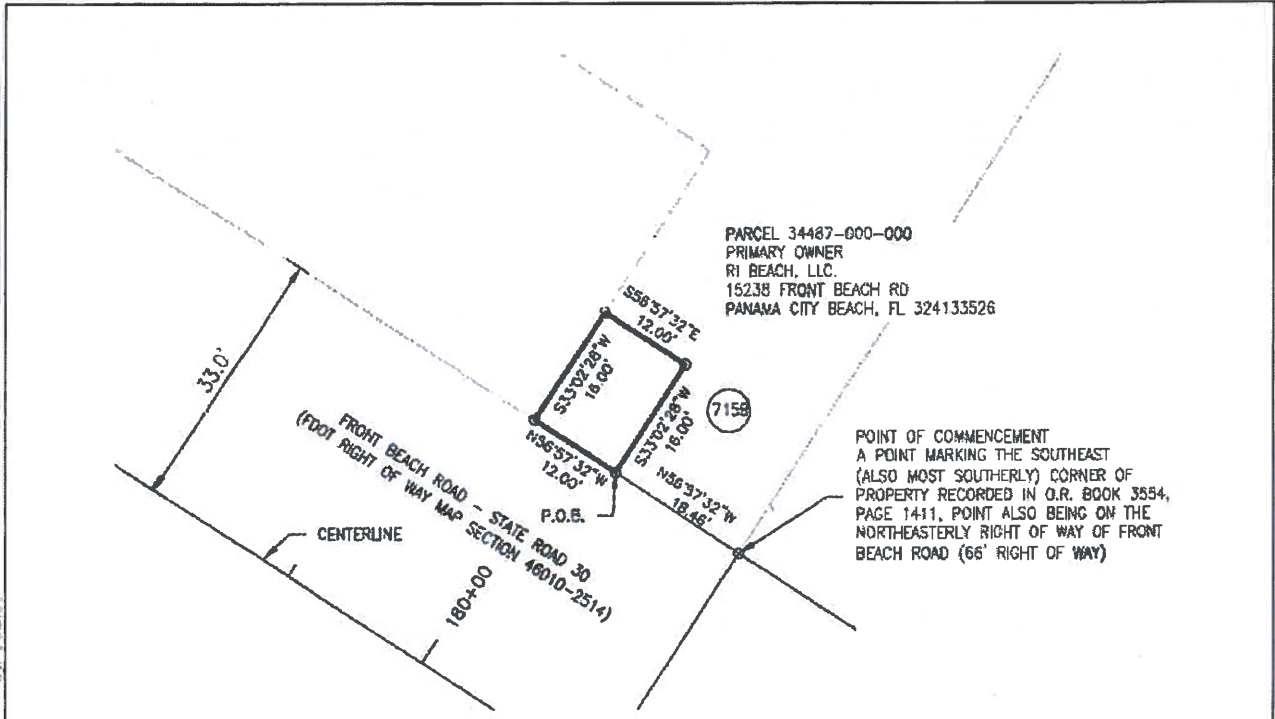 PARCEL 34487-000-000
PRIMARY OWNER
RI BEACH, LLC.
15238 FRONT BEACH RD
PANAMA CITY BEACH, FL 324133526
S56°57'32"E
12.00'
S33°02'28"W
16.00'
S33°02'28"W
16.00'
715B
33.0'
N56°57'32"W
12.00'
N56°57'32"W
18.46'
P.O.B.
FRONT BEACH ROAD - STATE ROAD 30
(FDOT RIGHT OF WAY MAP SECTION 46010-2514)
CENTERLINE
180+00
POINT OF COMMENCEMENT
A POINT MARKING THE SOUTHEAST
(ALSO MOST SOUTHERLY) CORNER OF
PROPERTY RECORDED IN O.R. BOOK 3554,
PAGE 1411, POINT ALSO BEING ON THE
NORTHEASTERLY RIGHT OF WAY OF FRONT
BEACH ROAD (66' RIGHT OF WAY)